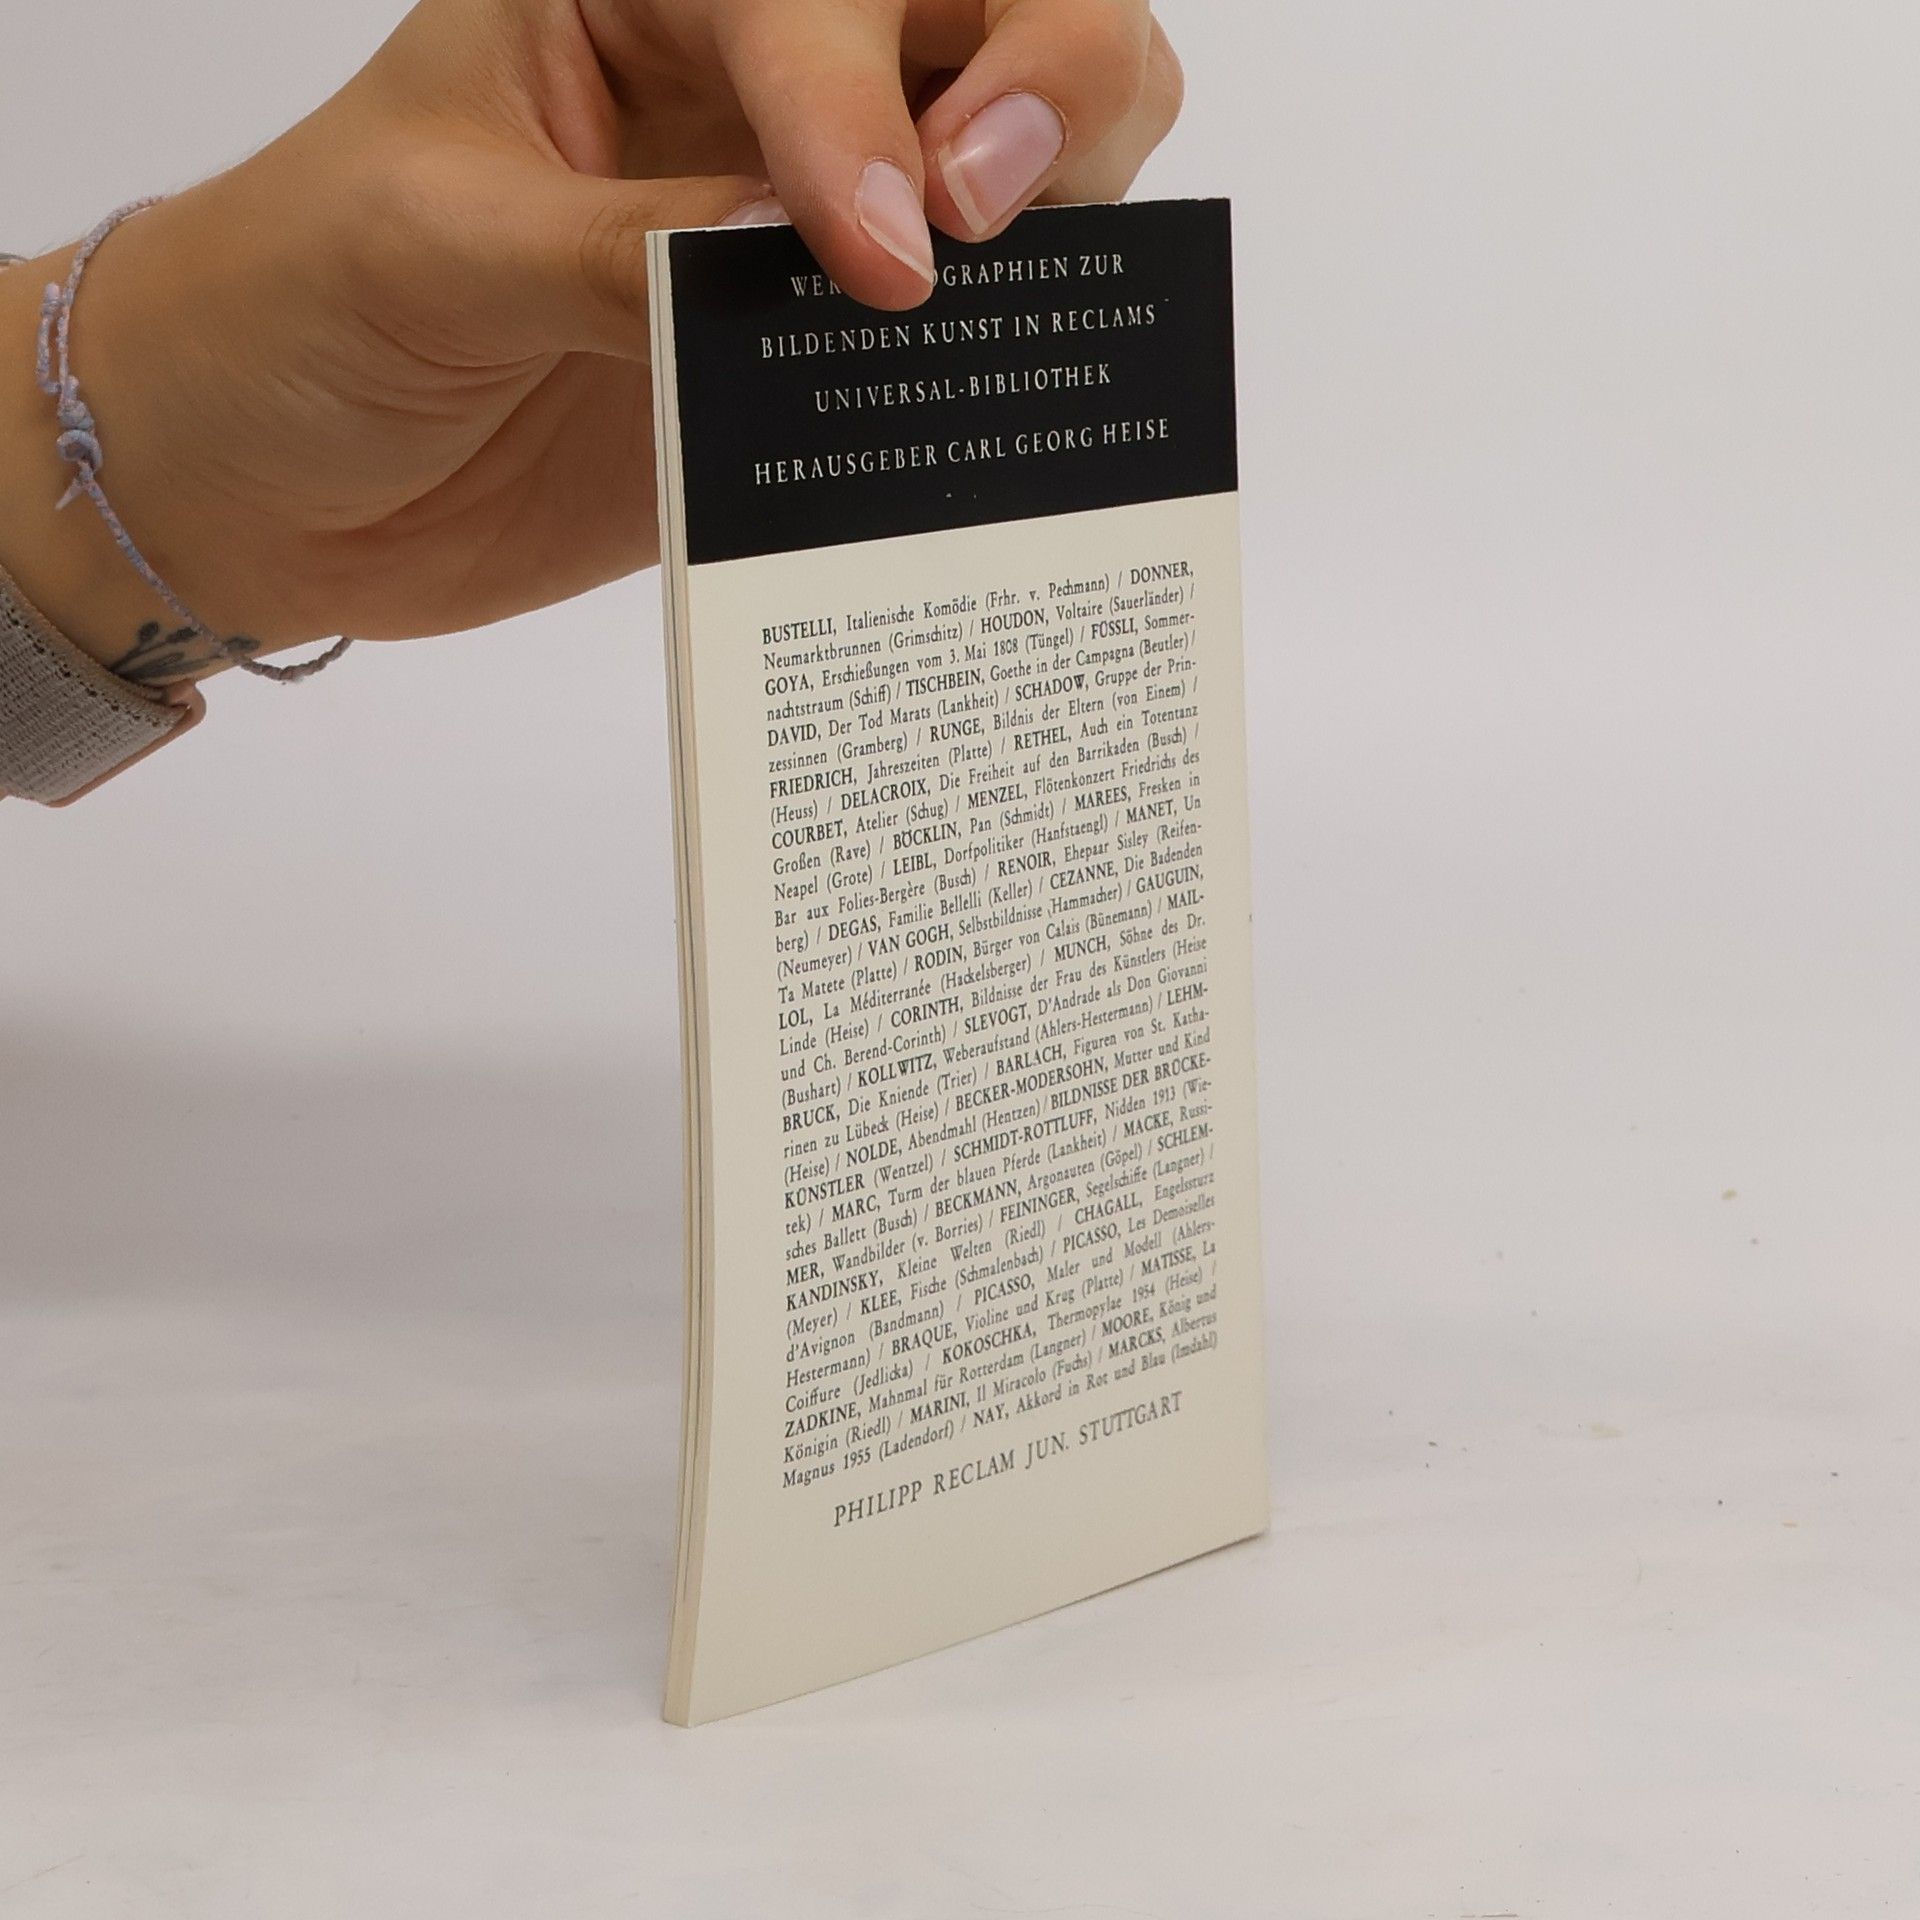 WER OGRAPHIEN ZUR
BILDENDEN KUNST IN RECLAMS
UNIVERSAL-BIBLIOTHEK
HERAUSGEBER CARL GEORG HEISE
BUSTELLI, Italienische Komödie (Frhr. v. Pechmann) / DONNER,
Neumarktbrunnen (Grimschitz) / HOUDON, Voltaire (Sauerländer) /
GOYA, Erschießungen vom 3. Mai 1808 (Tüngel) / FÜSSLI, Sommer-
nachtstraum (Schiff) / TISCHBEIN, Goethe in der Campagna (Beutler) /
DAVID, Der Tod Marats (Lankheit) / SCHADOW, Gruppe der Prin-
zessinnen (Gramberg) / RUNGE, Bildnis der Eltern (von Einem) /
FRIEDRICH, Jahreszeiten (Platte) / RETHEL, Auch ein Totentanz
(Heuss) / DELACROIX, Die Freiheit auf den Barrikaden (Busch) /
COURBET, Atelier (Schug) / MENZEL, Flötenkonzert Friedrichs des
Großen (Rave) / BÖCKLIN, Pan (Schmidt) / MAREES, Fresken in
Neapel (Grote) / LEIBL, Dorfpolitiker (Hanfstaengl) / MANET, Un
Bar aux Folies-Bergère (Busch) / RENOIR, Ehepaar Sisley (Reifen-
berg) / DEGAS, Familie Bellelli (Keller) / CEZANNE, Die Badenden
(Neumeyer) / VAN GOGH, Selbstbildnisse (Hammacher) / GAUGUIN,
Ta Matete (Platte) / RODIN, Bürger von Calais (Bünemann) / MAIL-
LOL, La Méditerranée (Hackelsberger) / MUNCH, Söhne des Dr.
Linde (Heise) / CORINTH, Bildnisse der Frau des Künstlers (Heise
und Ch. Berend-Corinth) / SLEVOGT, D'Andrade als Don Giovanni
(Bushart) / KOLLWITZ, Weberaufstand (Ahlers-Hestermann) / LEHM-
BRUCK, Die Kniende (Trier) / BARLACH, Figuren von St. Katha-
rinen zu Lübeck (Heise) / BECKER-MODERSOHN, Mutter und Kind
(Heise) / NOLDE, Abendmahl (Hentzen) / BILDNISSE DER BRÜCKE-
KÜNSTLER (Wentzel) / SCHMIDT-ROTTLUFF, Nidden 1913 (Wie-
tek) / MARC, Turm der blauen Pferde (Lankheit) / MACKE, Russi-
sches Ballett (Busch) / BECKMANN, Argonauten (Göpel) / SCHLEM-
MER, Wandbilder (v. Borries) / FEININGER, Segelschiffe (Langner) /
KANDINSKY, Kleine Welten (Riedl) / CHAGALL, Engelssturz
(Meyer) / KLEE, Fische (Schmalenbach) / PICASSO, Les Demoiselles
d'Avignon (Bandmann) / PICASSO, Maler und Modell (Ahlers-
Hestermann) / BRAQUE, Violine und Krug (Platte) / MATISSE, La
Coiffure (Jedlicka) / KOKOSCHKA, Thermopylae 1954 (Heise) /
ZADKINE, Mahnmal für Rotterdam (Langner) / MOORE, König und
Königin (Riedl) / MARINI, Il Miracolo (Fuchs) / MARCKS, Albertus
Magnus 1955 (Ladendorf) / NAY, Akkord in Rot und Blau (Imdahl)
PHILIPP RECLAM JUN. STUTTGART